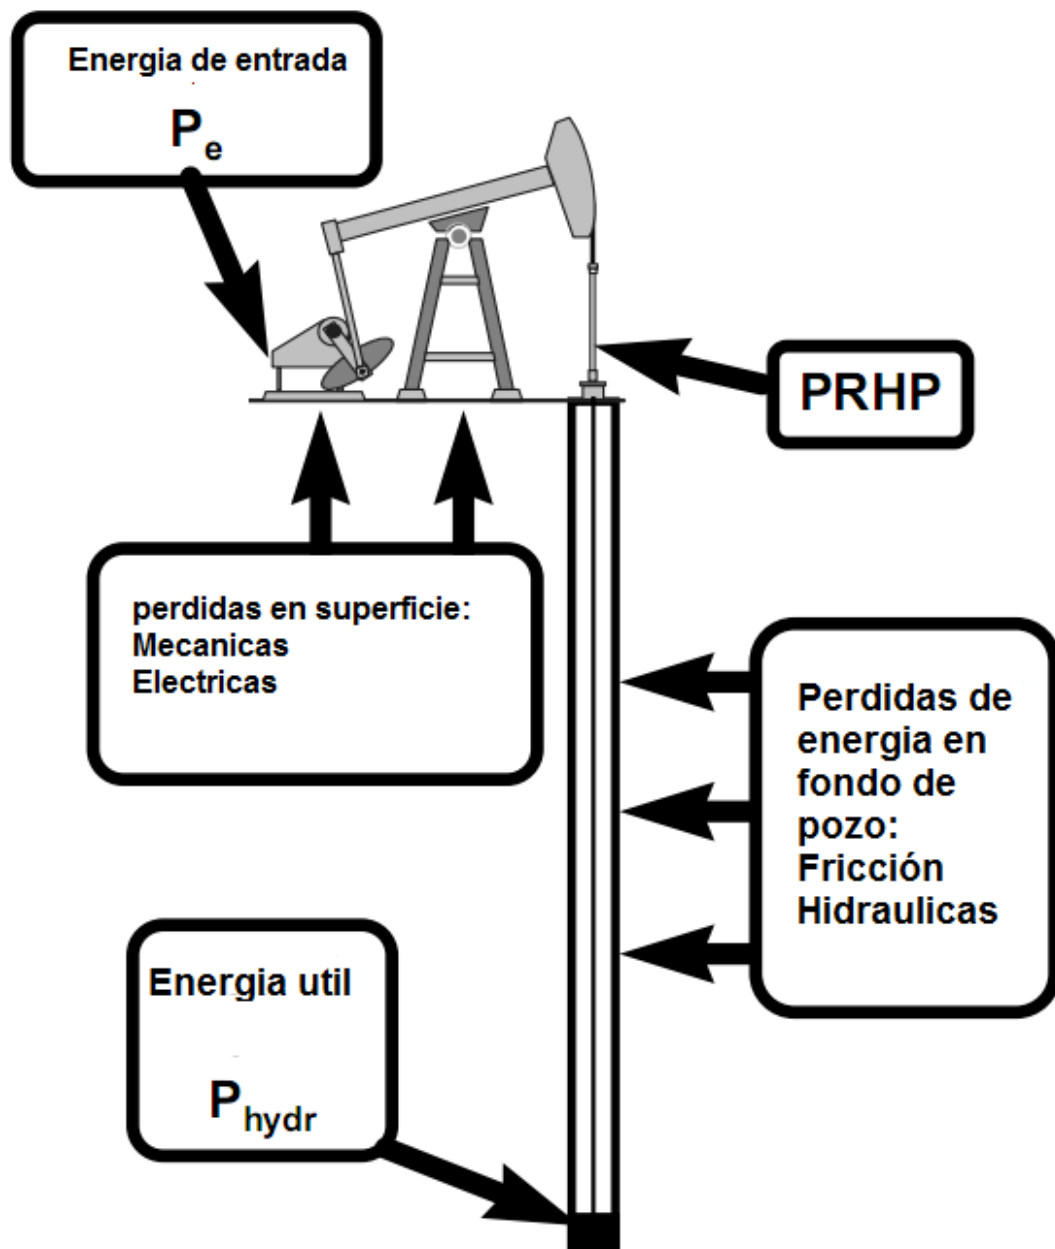 Energia de entrada
Pe
PRHP
perdidas en superficie:
Mecanicas
Electricas
Perdidas de
energia en
fondo de
pozo:
Fricción
Hidraulicas
Energia util
Phydr